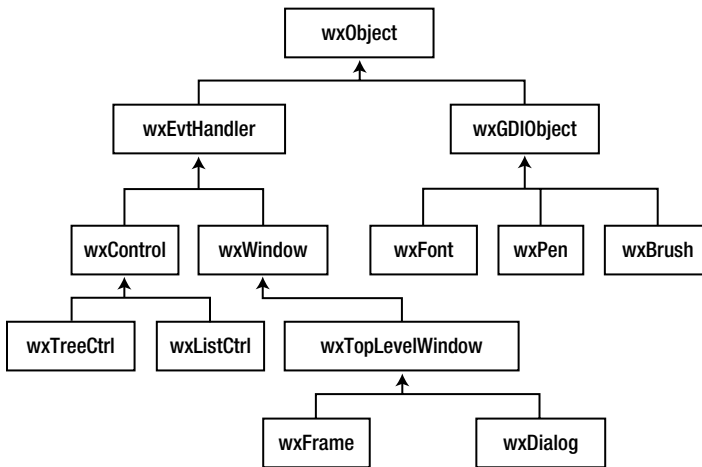 wxObject
wxEvtHandler
wxGDIObject
wxControl
wxWindow
wxFont
wxPen
wxBrush
wxTreeCtrl
wxListCtrl
wxTopLevelWindow
wxFrame
wxDialog